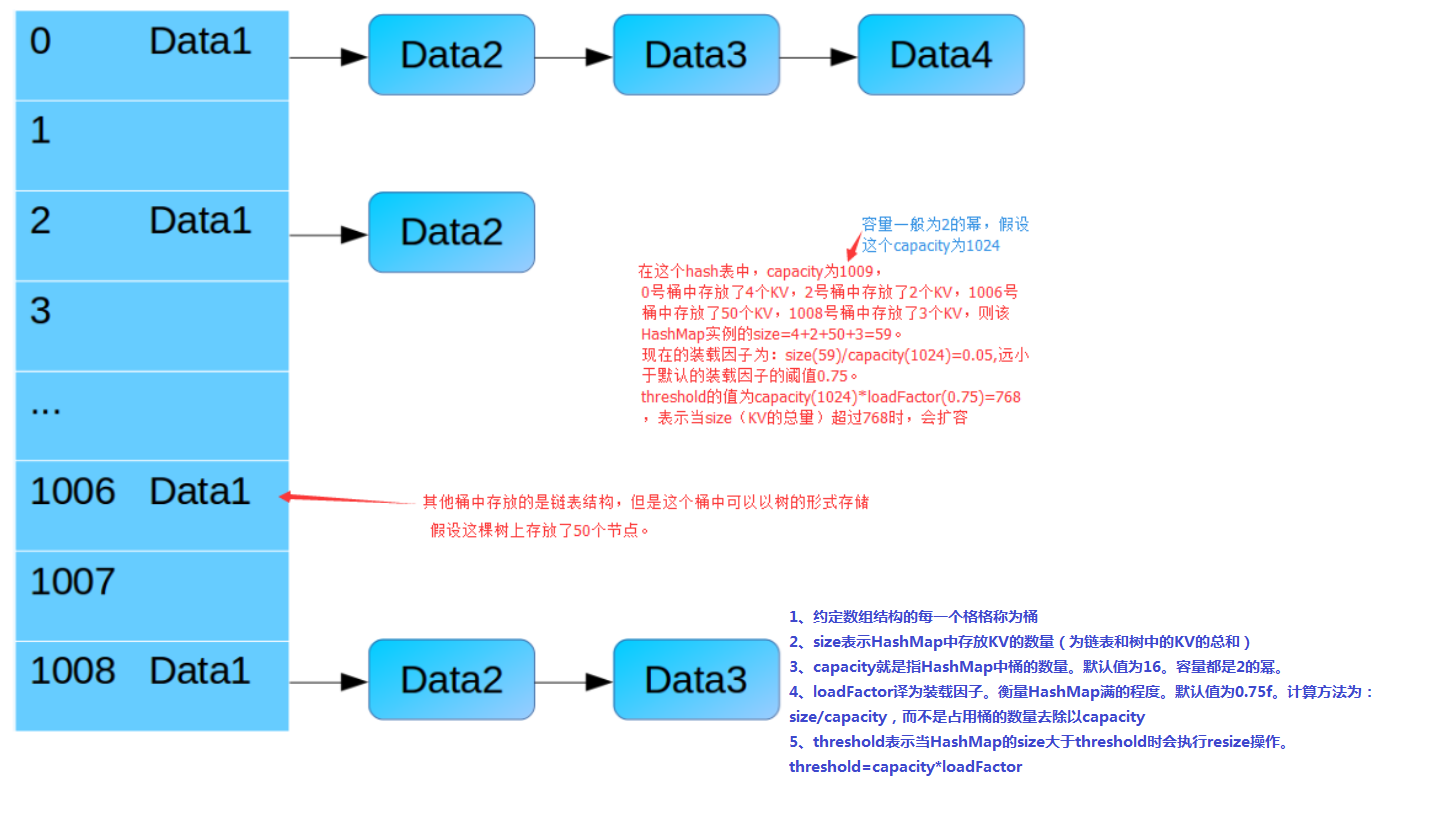 0 Data1 Data2 Data3 Data4
1
2 Data1 Data2
容量一般为2的幂，假设
这个capacity为1024
在这个hash表中，capacity为1009，
0号桶中存放了4个KV，2号桶中存放了2个KV，1006号
桶中存放了50个KV，1008号桶中存放了3个KV，则该
HashMap实例的size=4+2+50+3=59。
现在的装载因子为：size(59)/capacity(1024)=0.05,远小
于默认的装载因子的阈值0.75。
threshold的值为capacity(1024)*loadFactor(0.75)=768
，表示当size（KV的总量）超过768时，会扩容
3
...
1006 Data1
其他桶中存放的是链表结构，但是这个桶中可以以树的形式存储
假设这棵树上存放了50个节点。
1007
1008 Data1 Data2 Data3
1、约定数组结构的每一个格格称为桶
2、size表示HashMap中存放KV的数量（为链表和树中的KV的总和）
3、capacity就是指HashMap中桶的数量。默认值为16。容量都是2的幂。
4、loadFactor译为装载因子。衡量HashMap满的程度。默认值为0.75f。计算方法为：
size/capacity，而不是占用桶的数量去除以capacity
5、threshold表示当HashMap的size大于threshold时会执行resize操作。
threshold=capacity*loadFactor